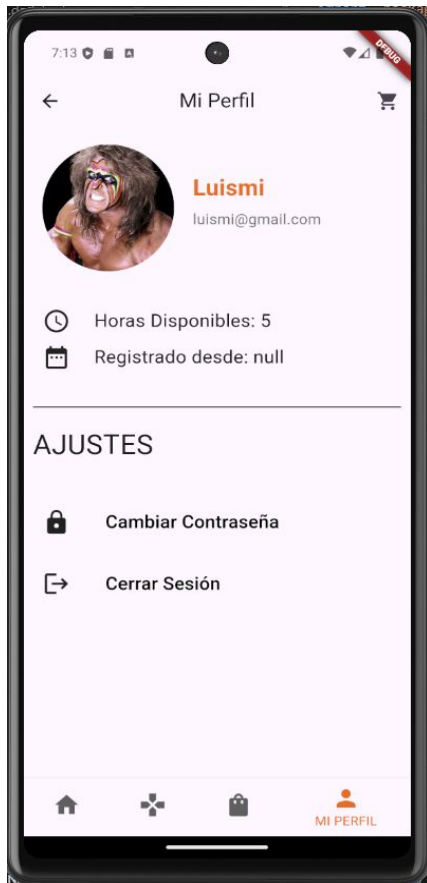 7:13
DEBUG
Mi Perfil
Luismi
luismi@gmail.com
Horas Disponibles: 5
Registrado desde: null
AJUSTES
Cambiar Contraseña
Cerrar Sesión
MI PERFIL